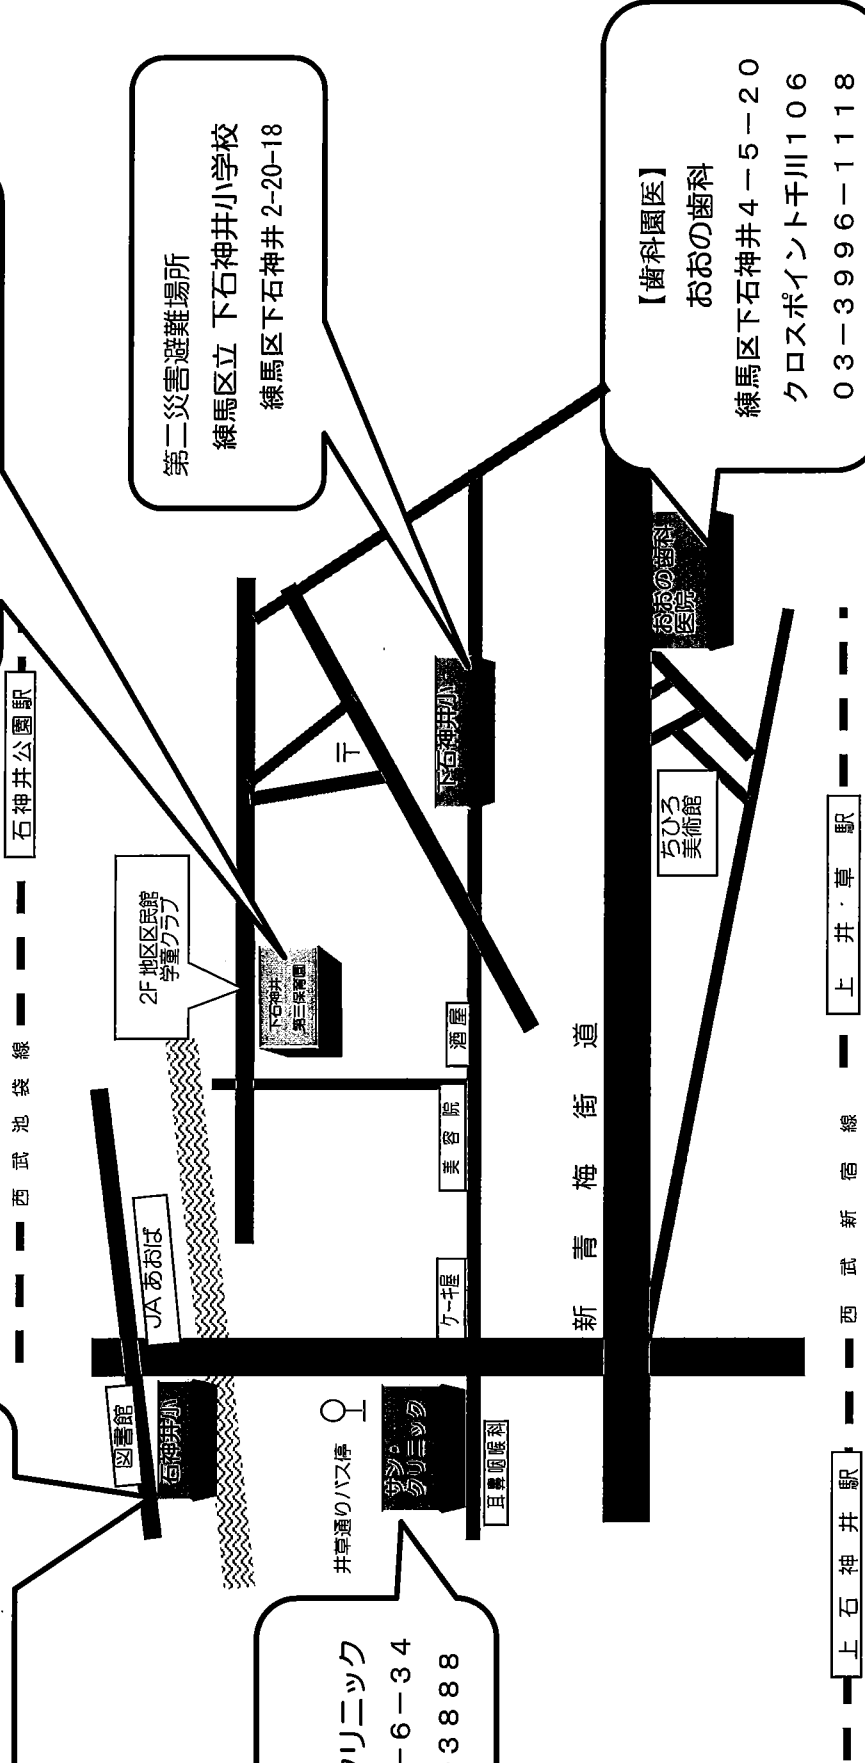 石神井公園駅
西武池袋線
第二災害避難場所
練馬区立 下石神井小学校
練馬区下石神井 2-20-18
2F 地区区民館
学童クラブ
下石神井
第三保育園
〒
下石神井小
JAあおば
図書館
石神井小
井草通りバス停
サン・
クリニック
耳鼻咽喉科
ケーキ屋
美容院
酒屋
リニック
-6-34
3888
新青梅街道
【歯科園医】
おおの歯科
練馬区下石神井4-5-20
クロスポイント千川106
03-3996-1118
おおの歯科
医院
ちひろ
美術館
上石神井駅
西武新宿線
上井草駅